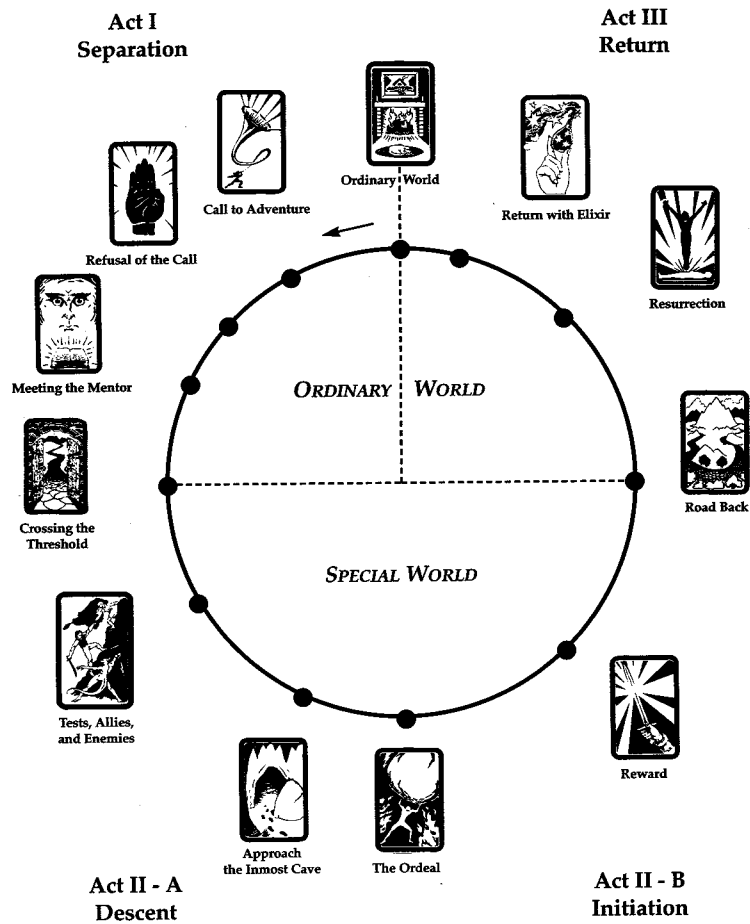 Act I
Separation
Act III
Return
Ordinary World
Call to Adventure
Return with Elixir
Refusal of the Call
Resurrection
Meeting the Mentor
ORDINARY WORLD
Road Back
Crossing the
Threshold
SPECIAL WORLD
Tests, Allies,
and Enemies
Reward
Approach
the Inmost Cave
The Ordeal
Act II - A
Descent
Act II - B
Initiation